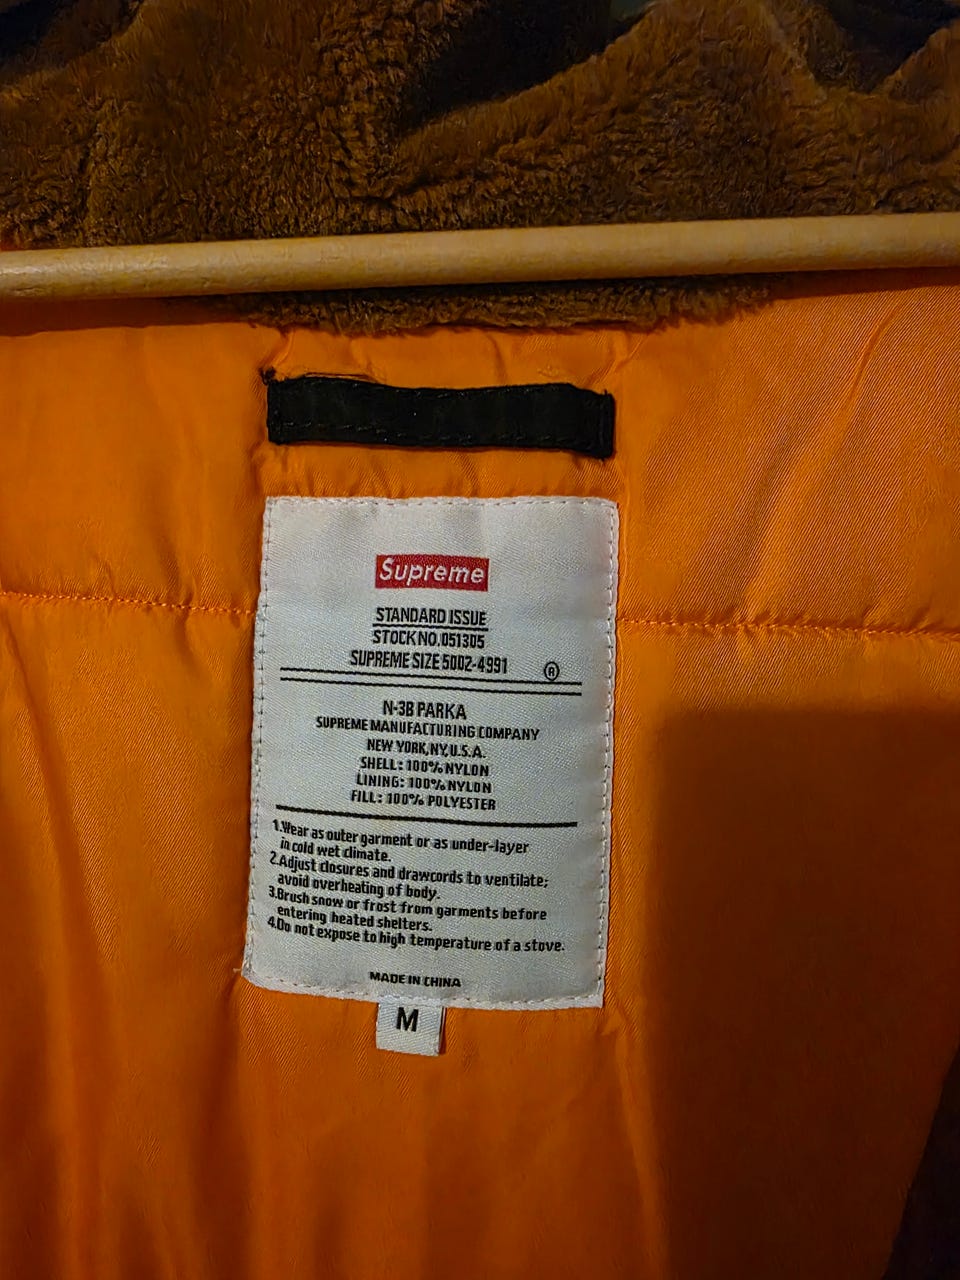 Supreme
STANDARD ISSUE
STOCK NO. 051305
SUPREME SIZE 5002-4991 ®
N-3B PARKA
SUPREME MANUFACTURING COMPANY
NEW YORK, NY, U.S.A.
SHELL: 100% NYLON
LINING: 100% NYLON
FILL: 100% POLYESTER
1.Wear as outer garment or as under-layer
in cold wet climate.
2.Adjust closures and drawcords to ventilate;
avoid overheating of body.
3.Brush snow or frost from garments before
entering heated shelters.
4.Do not expose to high temperature of a stove.
MADE IN CHINA
M